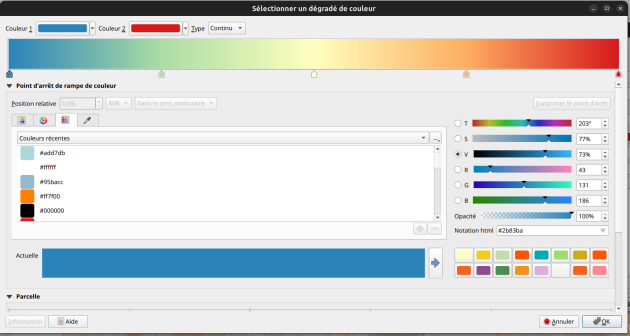 Sélectionner un dégradé de couleur
Couleur 1 Couleur 2 Type Continu
Point d'arrêt de rampe de couleur
Position relative 0,0% RVB Dans le sens antihoraire Supprimer le point d'arrêt
Couleurs récentes
#add7db
#ffffff
#95bacc
#ff7f00
#000000
T 203°
S 77%
V 73%
R 43
G 131
B 186
Opacité 100%
Notation html #2b83ba
Actuelle
Parcelle
Information Aide Annuler OK